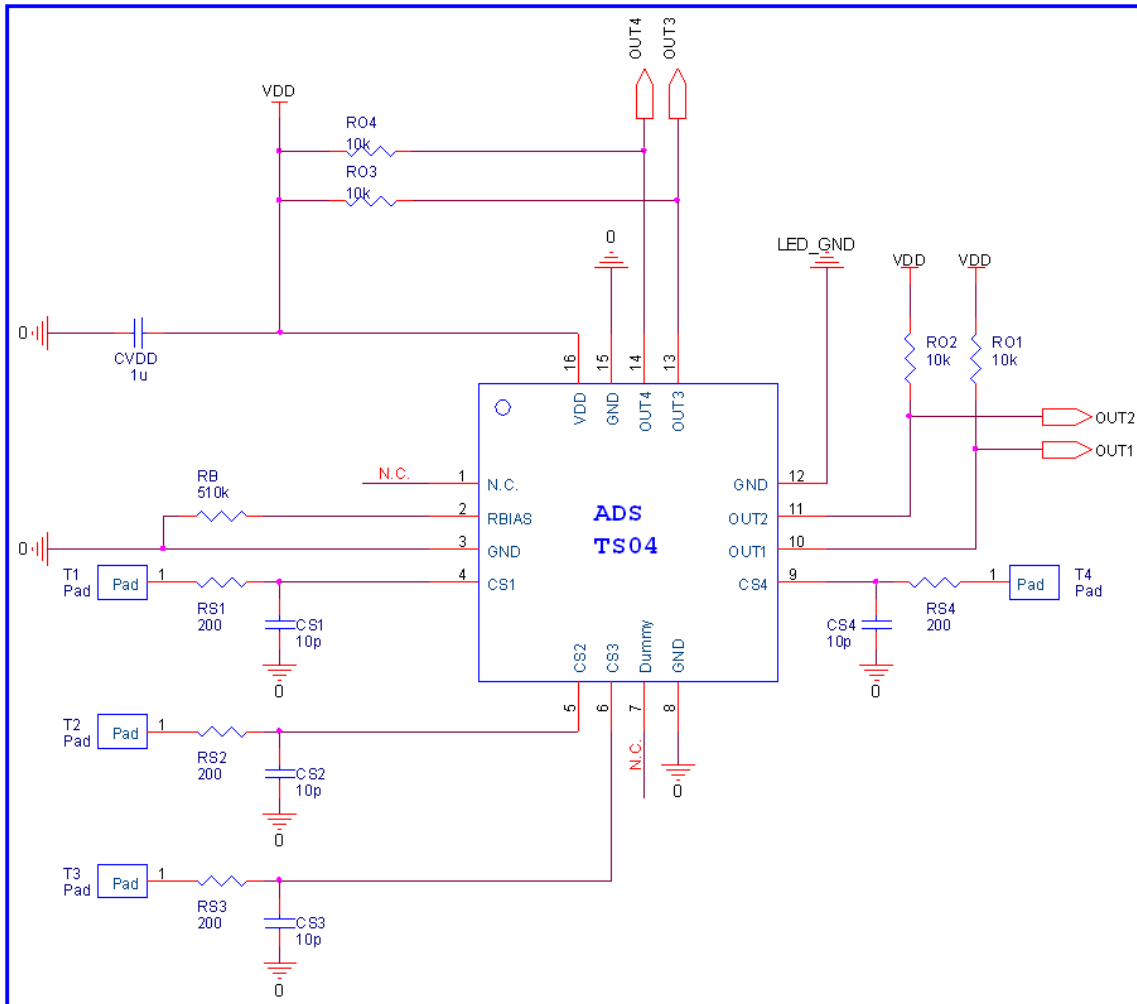 OUT4
OUT3
VDD
RO4
10k
RO3
10k
0
LED_GND
VDD
VDD
0
CVDD
1u
16
15
14
13
RO2
10k
RO1
10k
VDD
GND
OUT4
OUT3
OUT2
OUT1
N.C.
1
N.C.
GND
12
RB
510k
2
RBIAS
ADS
TS04
OUT2
11
0
3
GND
OUT1
10
T1
Pad
Pad
1
RS1
200
4
CS1
CS4
9
1
Pad
T4
Pad
RS4
200
CS1
10p
0
CS4
10p
0
CS2
CS3
Dummy
GND
5
6
7
8
N.C.
0
T2
Pad
Pad
1
RS2
200
CS2
10p
0
T3
Pad
Pad
1
RS3
200
CS3
10p
0